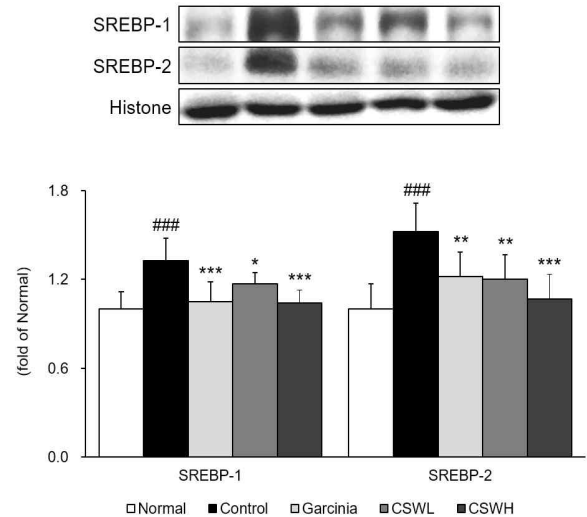 SREBP-1
SREBP-2
Histone
1.8
1.2
0.6
0.0
(fold of Normal)
###
***
*
***
###
**
**
***
SREBP-1 SREBP-2
Normal Control Garcinia CSWL CSWH